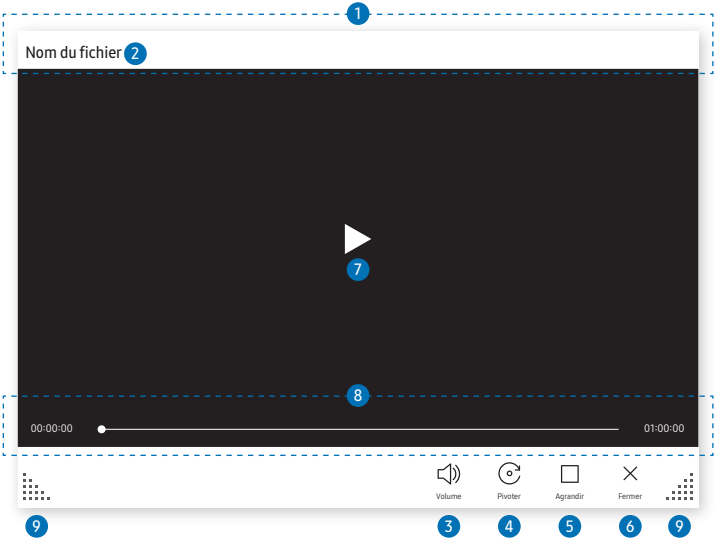 1
Nom du fichier 2
7
8
00:00:00 01:00:00
Volume Pivoter Agrandir Fermer
9 3 4 5 6 9